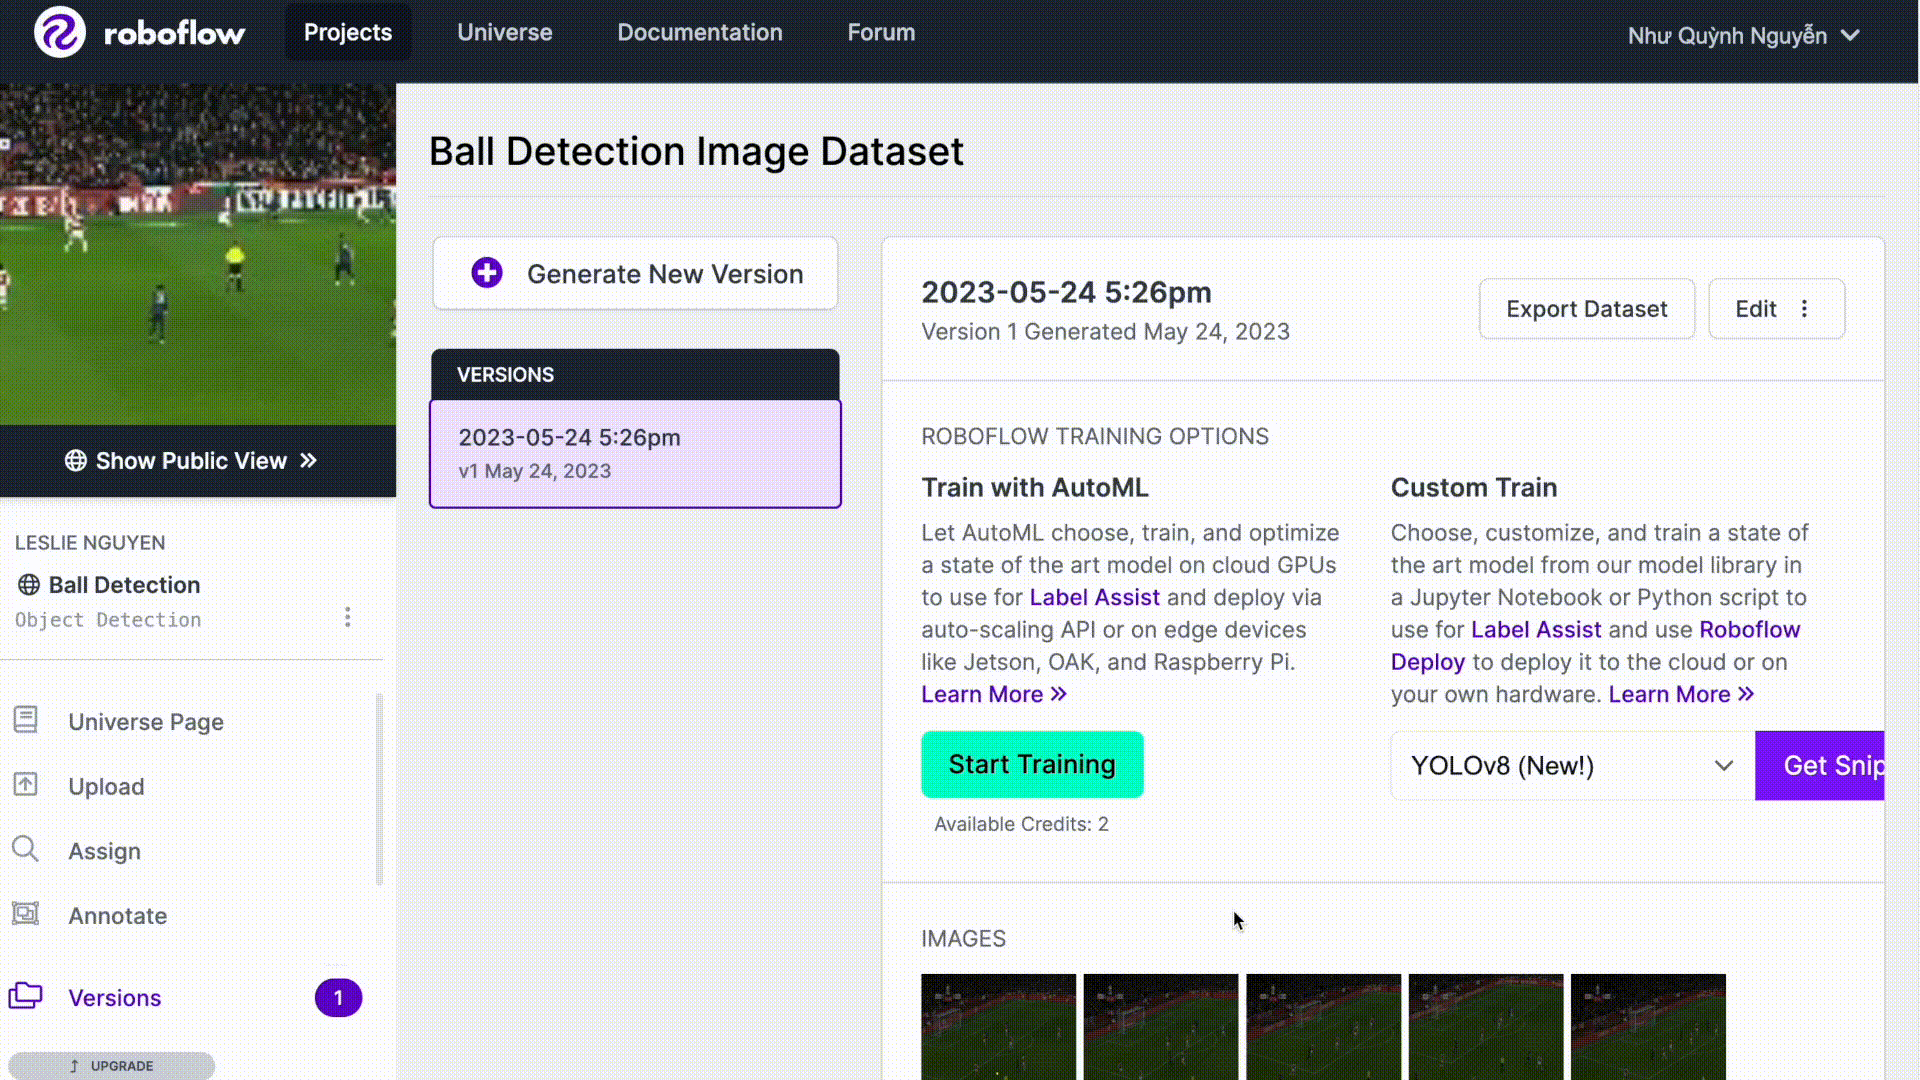 roboflow
Projects
Universe
Documentation
Forum
Như Quỳnh Nguyễn
Show Public View
LESLIE NGUYEN
Ball Detection
Object Detection
Universe Page
Upload
Assign
Annotate
Versions
1
UPGRADE
Ball Detection Image Dataset
Generate New Version
VERSIONS
2023-05-24 5:26pm
v1 May 24, 2023
2023-05-24 5:26pm
Version 1 Generated May 24, 2023
Export Dataset
Edit
ROBOFLOW TRAINING OPTIONS
Train with AutoML
Let AutoML choose, train, and optimize
a state of the art model on cloud GPUs
to use for Label Assist and deploy via
auto-scaling API or on edge devices
like Jetson, OAK, and Raspberry Pi.
Learn More
Start Training
Available Credits: 2
Custom Train
Choose, customize, and train a state of
the art model from our model library in
a Jupyter Notebook or Python script to
use for Label Assist and use Roboflow
Deploy to deploy it to the cloud or on
your own hardware. Learn More
YOLOv8 (New!)
Get Snip
IMAGES